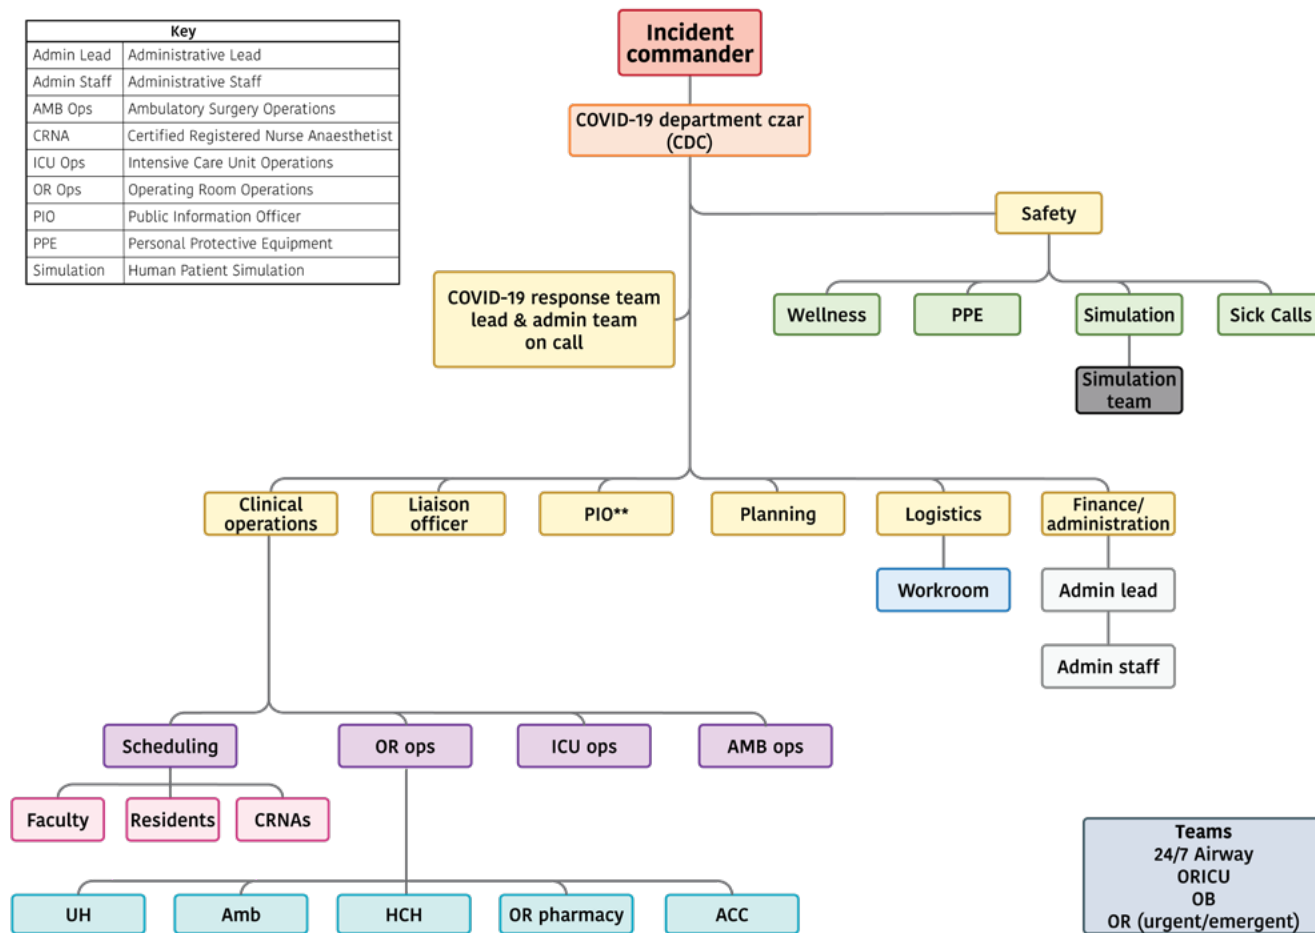 Key
Admin Lead Administrative Lead
Admin Staff Administrative Staff
AMB Ops Ambulatory Surgery Operations
CRNA Certified Registered Nurse Anaesthetist
ICU Ops Intensive Care Unit Operations
OR Ops Operating Room Operations
PIO Public Information Officer
PPE Personal Protective Equipment
Simulation Human Patient Simulation
Incident
commander
COVID-19 department czar
(CDC)
Safety
COVID-19 response team
lead & admin team
on call
Wellness
PPE
Simulation
Sick Calls
Simulation
team
Clinical
operations
Liaison
officer
PIO**
Planning
Logistics
Finance/
administration
Workroom
Admin lead
Admin staff
Scheduling
OR ops
ICU ops
AMB ops
Faculty
Residents
CRNAs
UH
Amb
HCH
OR pharmacy
ACC
Teams
24/7 Airway
ORICU
OB
OR (urgent/emergent)